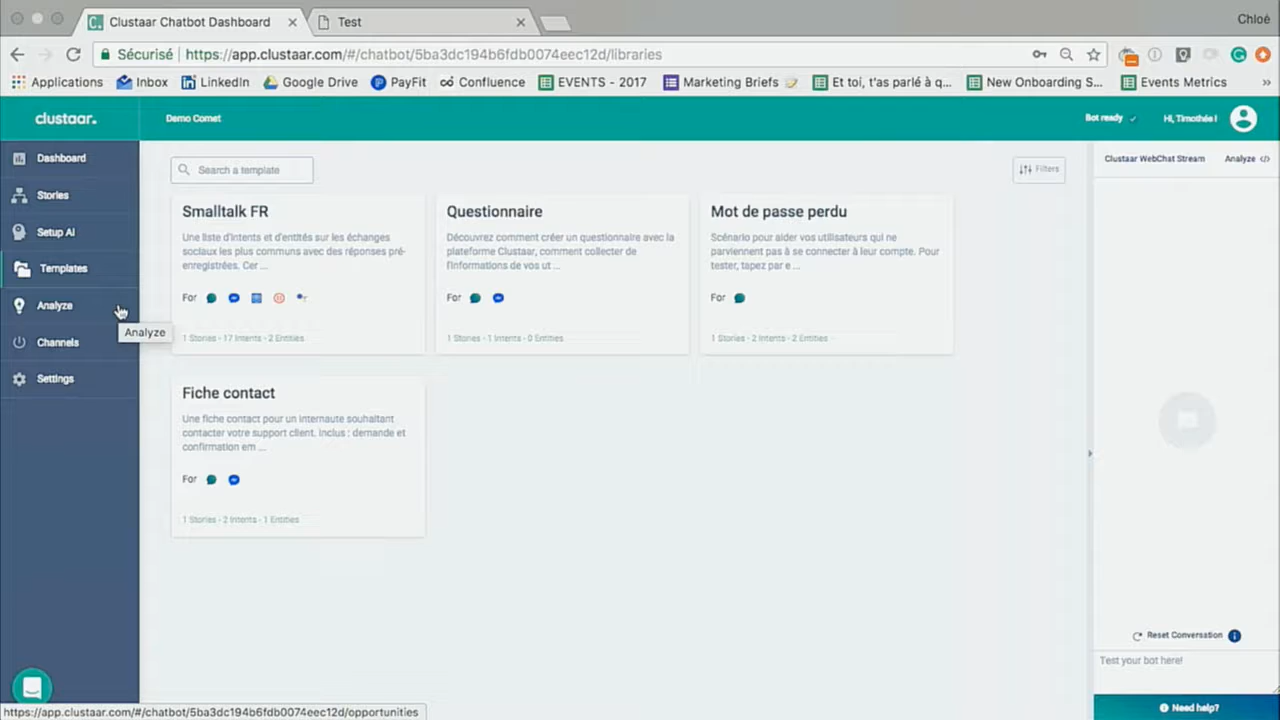 Clustaar Chatbot Dashboard
Test
Chloé
Sécurisé https://app.clustaar.com/#/chatbot/5ba3dc194b6fdb0074eec12d/libraries
Applications Inbox LinkedIn Google Drive PayFit Confluence EVENTS - 2017 Marketing Briefs Et toi, t'as parlé à q... New Onboarding S... Events Metrics »
clustaar.
Demo Comet
Bot ready
Hi, Timothée !
Dashboard
Stories
Setup AI
Templates
Analyze
Channels
Settings
Analyze
Search a template
Filters
Smalltalk FR
Une liste d'intents et d'entités sur les échanges
sociaux les plus communs avec des réponses pré-
enregistrées. Cer ...
For
1 Stories - 17 Intents - 2 Entities
Questionnaire
Découvrez comment créer un questionnaire avec la
plateforme Clustaar, comment collecter de
l'informations de vos ut ...
For
1 Stories - 1 Intents - 0 Entities
Mot de passe perdu
Scénario pour aider vos utilisateurs qui ne
parviennent pas à se connecter à leur compte. Pour
tester, tapez par e ...
For
1 Stories - 2 Intents - 2 Entities
Fiche contact
Une fiche contact pour un internaute souhaitant
contacter votre support client. Inclus : demande et
confirmation em ...
For
1 Stories - 2 Intents - 1 Entities
Clustaar WebChat Stream
Analyze </>
Reset Conversation
Test your bot here!
Need help?
https://app.clustaar.com/#/chatbot/5ba3dc194b6fdb0074eec12d/opportunities